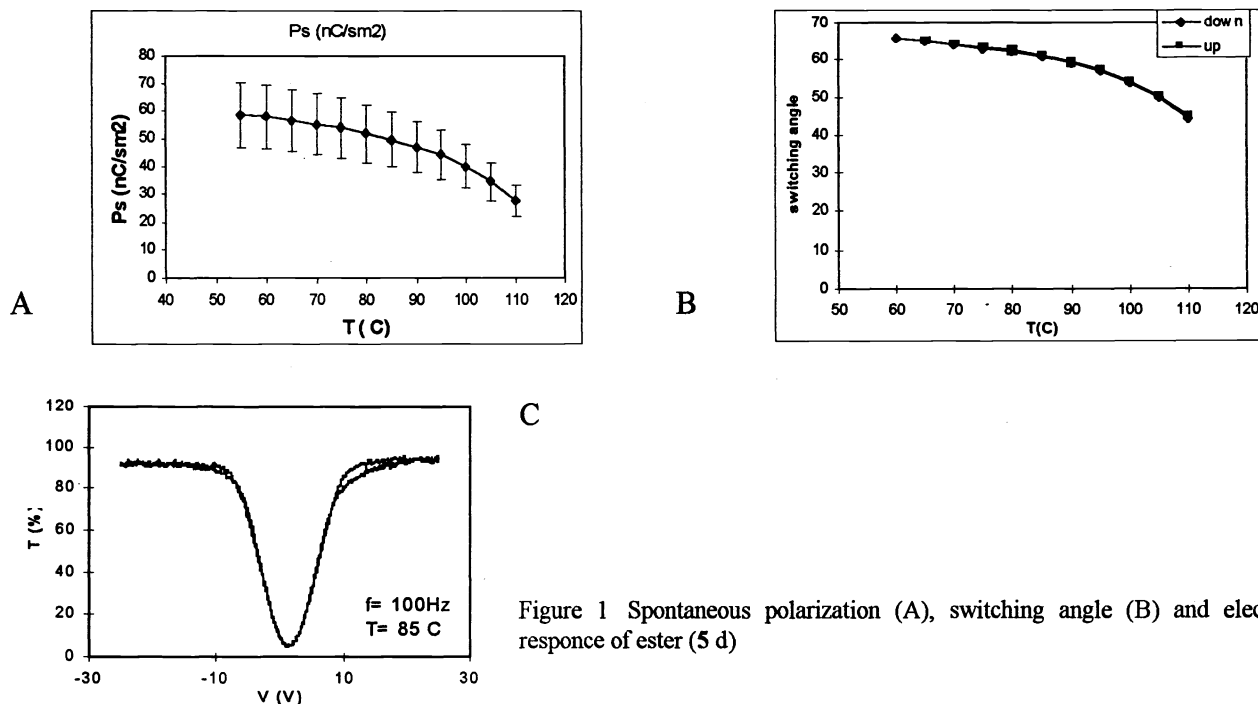 Ps (nC/sm2)
Ps (nC/sm2)
80
70
60
50
40
30
20
10
0
40 50 60 70 80 90 100 110 120
T ( C)
A
down
up
switching angle
70
60
50
40
30
20
10
0
50 60 70 80 90 100 110 120
T(C)
B
C
T (%)
120
100
80
60
40
20
0
f= 100Hz
T= 85 C
-30 -10 10 30
V (V)
Figure 1 Spontaneous polarization (A), switching angle (B) and elec
responce of ester (5 d)